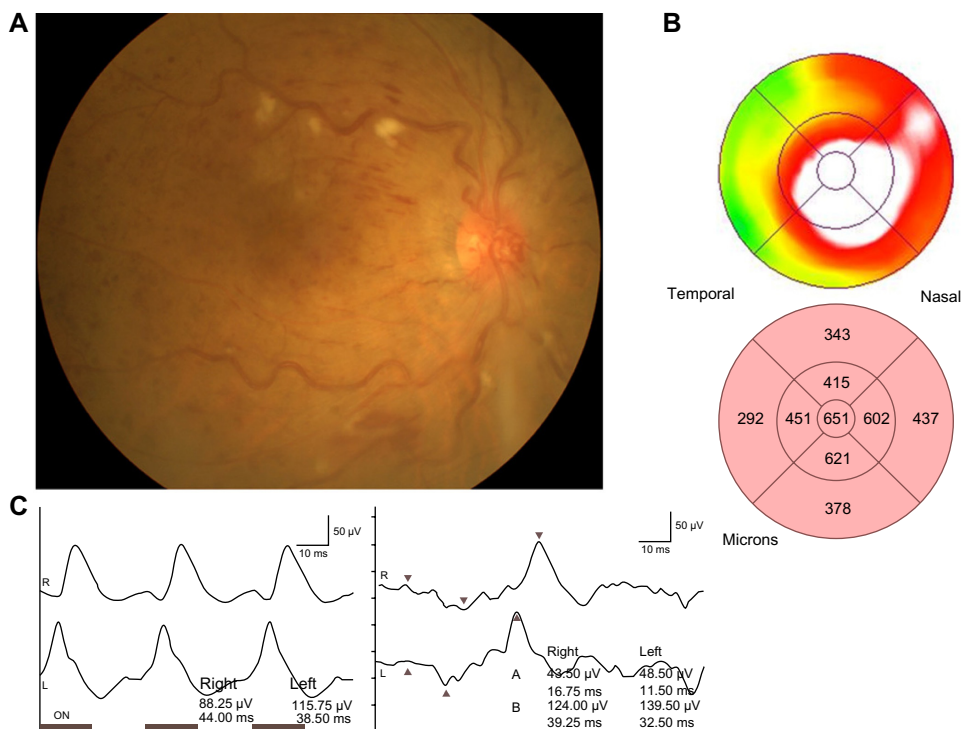 A
B
Temporal
Nasal
343
415
292 451 651 602 437
621
378
Microns
C
50 µV
10 ms
R
L
Right Left
88.25 µV 115.75 µV
44.00 ms 38.50 ms
ON
50 µV
10 ms
R
L
Right Left
A 43.50 µV 48.50 µV
16.75 ms 11.50 ms
B 124.00 µV 139.50 µV
39.25 ms 32.50 ms